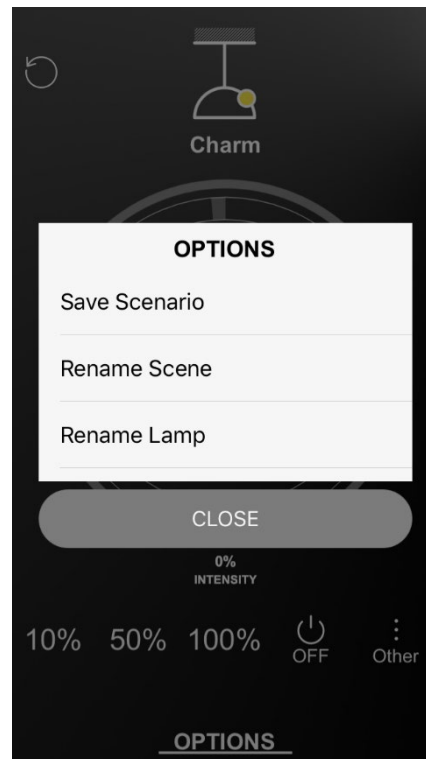 Charm
OPTIONS
Save Scenario
Rename Scene
Rename Lamp
CLOSE
0%
INTENSITY
10% 50% 100% OFF Other
OPTIONS